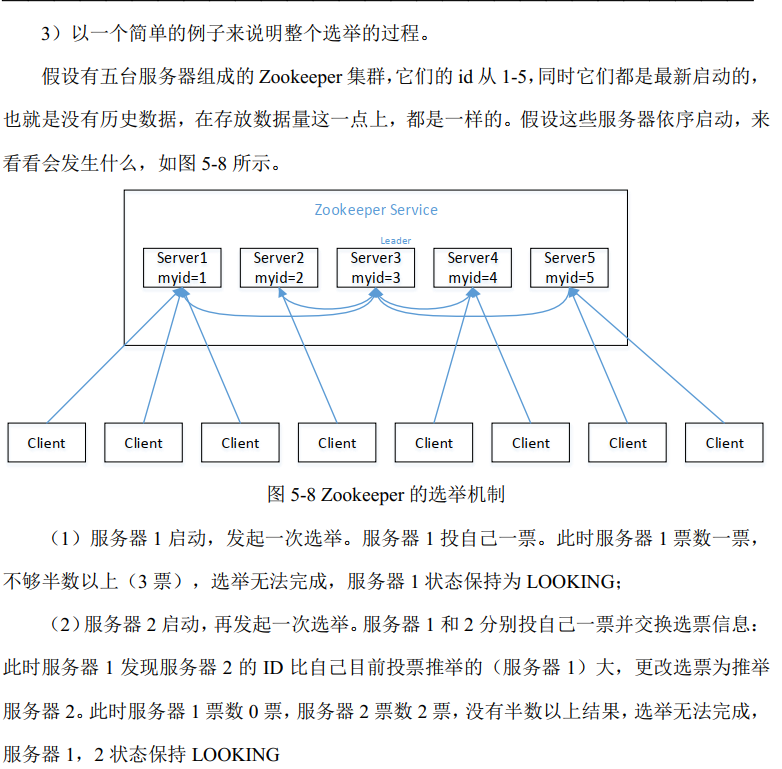 3）以一个简单的例子来说明整个选举的过程。
假设有五台服务器组成的 Zookeeper 集群，它们的 id 从 1-5，同时它们都是最新启动的，
也就是没有历史数据，在存放数据量这一点上，都是一样的。假设这些服务器依序启动，来
看看会发生什么，如图 5-8 所示。
Zookeeper Service
Leader
Server1 Server2 Server3 Server4 Server5
myid=1 myid=2 myid=3 myid=4 myid=5
Client Client Client Client Client Client Client Client
图 5-8 Zookeeper 的选举机制
（1）服务器 1 启动，发起一次选举。服务器 1 投自己一票。此时服务器 1 票数一票，
不够半数以上（3 票），选举无法完成，服务器 1 状态保持为 LOOKING；
（2）服务器 2 启动，再发起一次选举。服务器 1 和 2 分别投自己一票并交换选票信息：
此时服务器 1 发现服务器 2 的 ID 比自己目前投票推举的（服务器 1）大，更改选票为推举
服务器 2。此时服务器 1 票数 0 票，服务器 2 票数 2 票，没有半数以上结果，选举无法完成，
服务器 1，2 状态保持 LOOKING